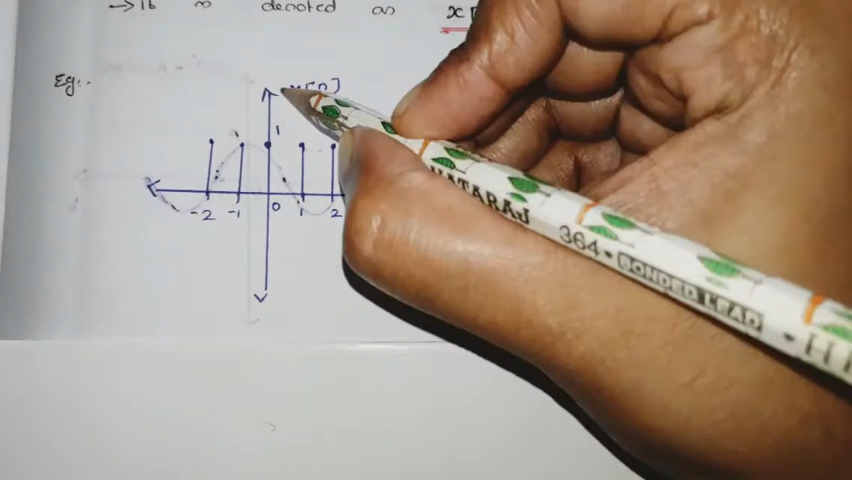 → It is denoted as x[
Eg:-
x[n]
1
-2 -1 0 1 2
NATARAJ 364 • BONDED LEAD •